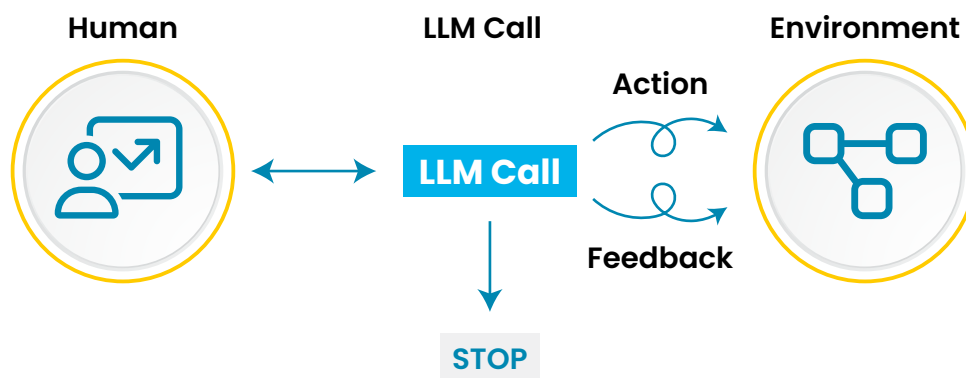 Human
LLM Call
Environment
Action
LLM Call
Feedback
STOP